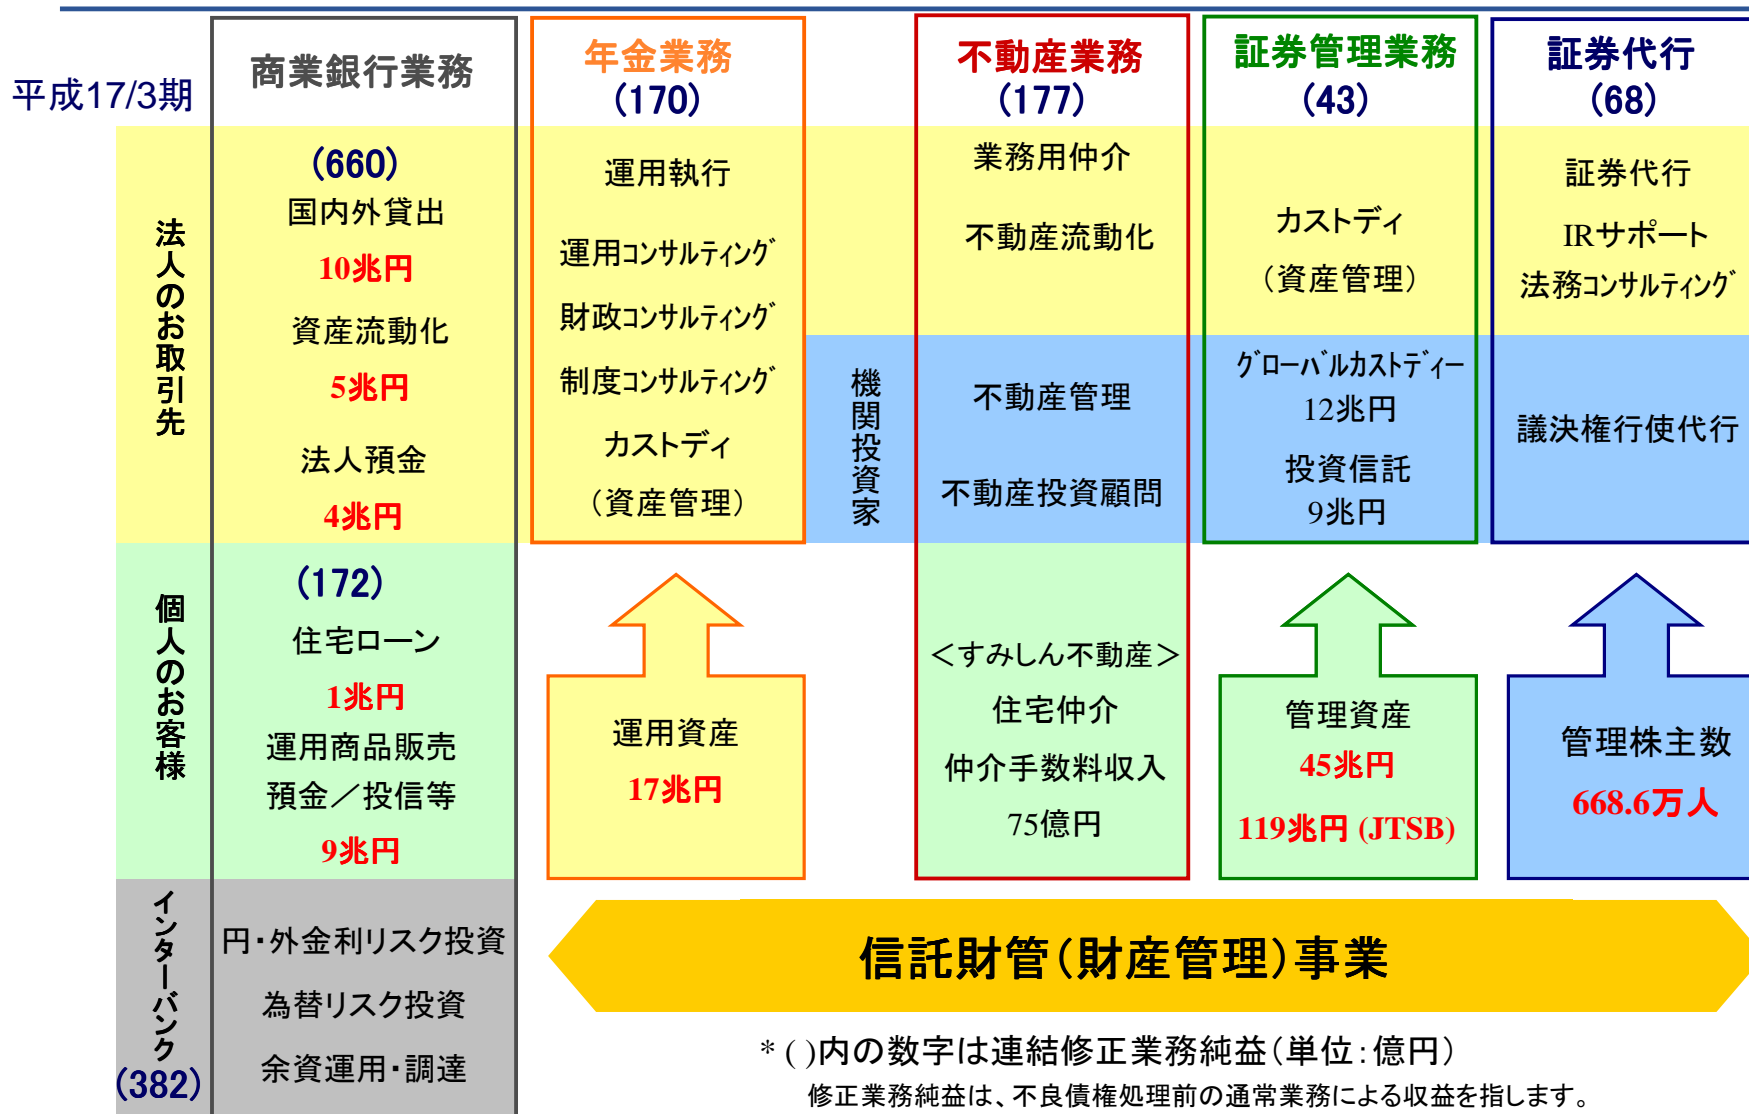 平成17/3期
商業銀行業務
年金業務
(170)
不動産業務
(177)
証券管理業務
(43)
証券代行
(68)
法人のお取引先
(660)
国内外貸出
10兆円
資産流動化
5兆円
法人預金
4兆円
運用執行
運用コンサルティング
財政コンサルティング
制度コンサルティング
カストディ
(資産管理)
機関投資家
業務用仲介
不動産流動化
不動産管理
不動産投資顧問
カストディ
(資産管理)
グローバルカストディー
12兆円
投資信託
9兆円
証券代行
IRサポート
法務コンサルティング
議決権行使代行
個人のお客様
(172)
住宅ローン
1兆円
運用商品販売
預金／投信等
9兆円
運用資産
17兆円
＜すみしん不動産＞
住宅仲介
仲介手数料収入
75億円
管理資産
45兆円
119兆円 (JTSB)
管理株主数
668.6万人
インターバンク
(382)
円・外金利リスク投資
為替リスク投資
余資運用・調達
信託財管(財産管理)事業
* ( )内の数字は連結修正業務純益(単位：億円)
修正業務純益は、不良債権処理前の通常業務による収益を指します。